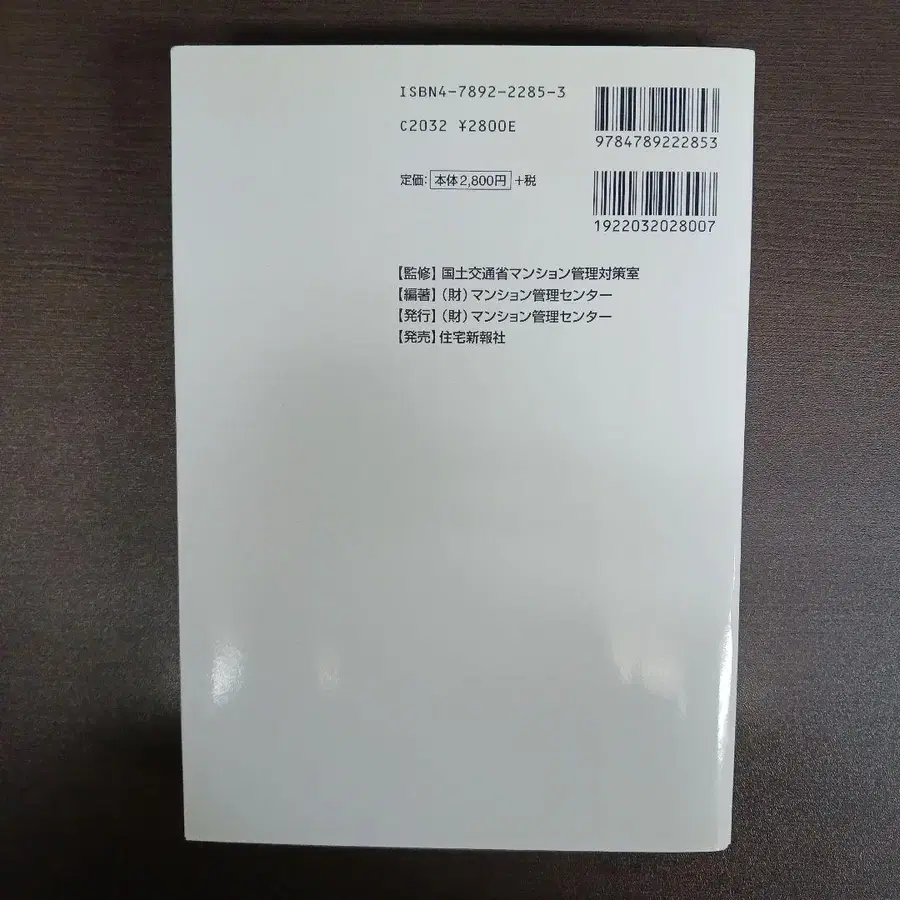 ISBN4-7892-2285-3
C2032 ¥2800E
9784789222853
定価：本体2,800円+税
1922032028007
【監修】国土交通省マンション管理対策室
【編著】（財）マンション管理センター
【発行】（財）マンション管理センター
【発売】住宅新報社